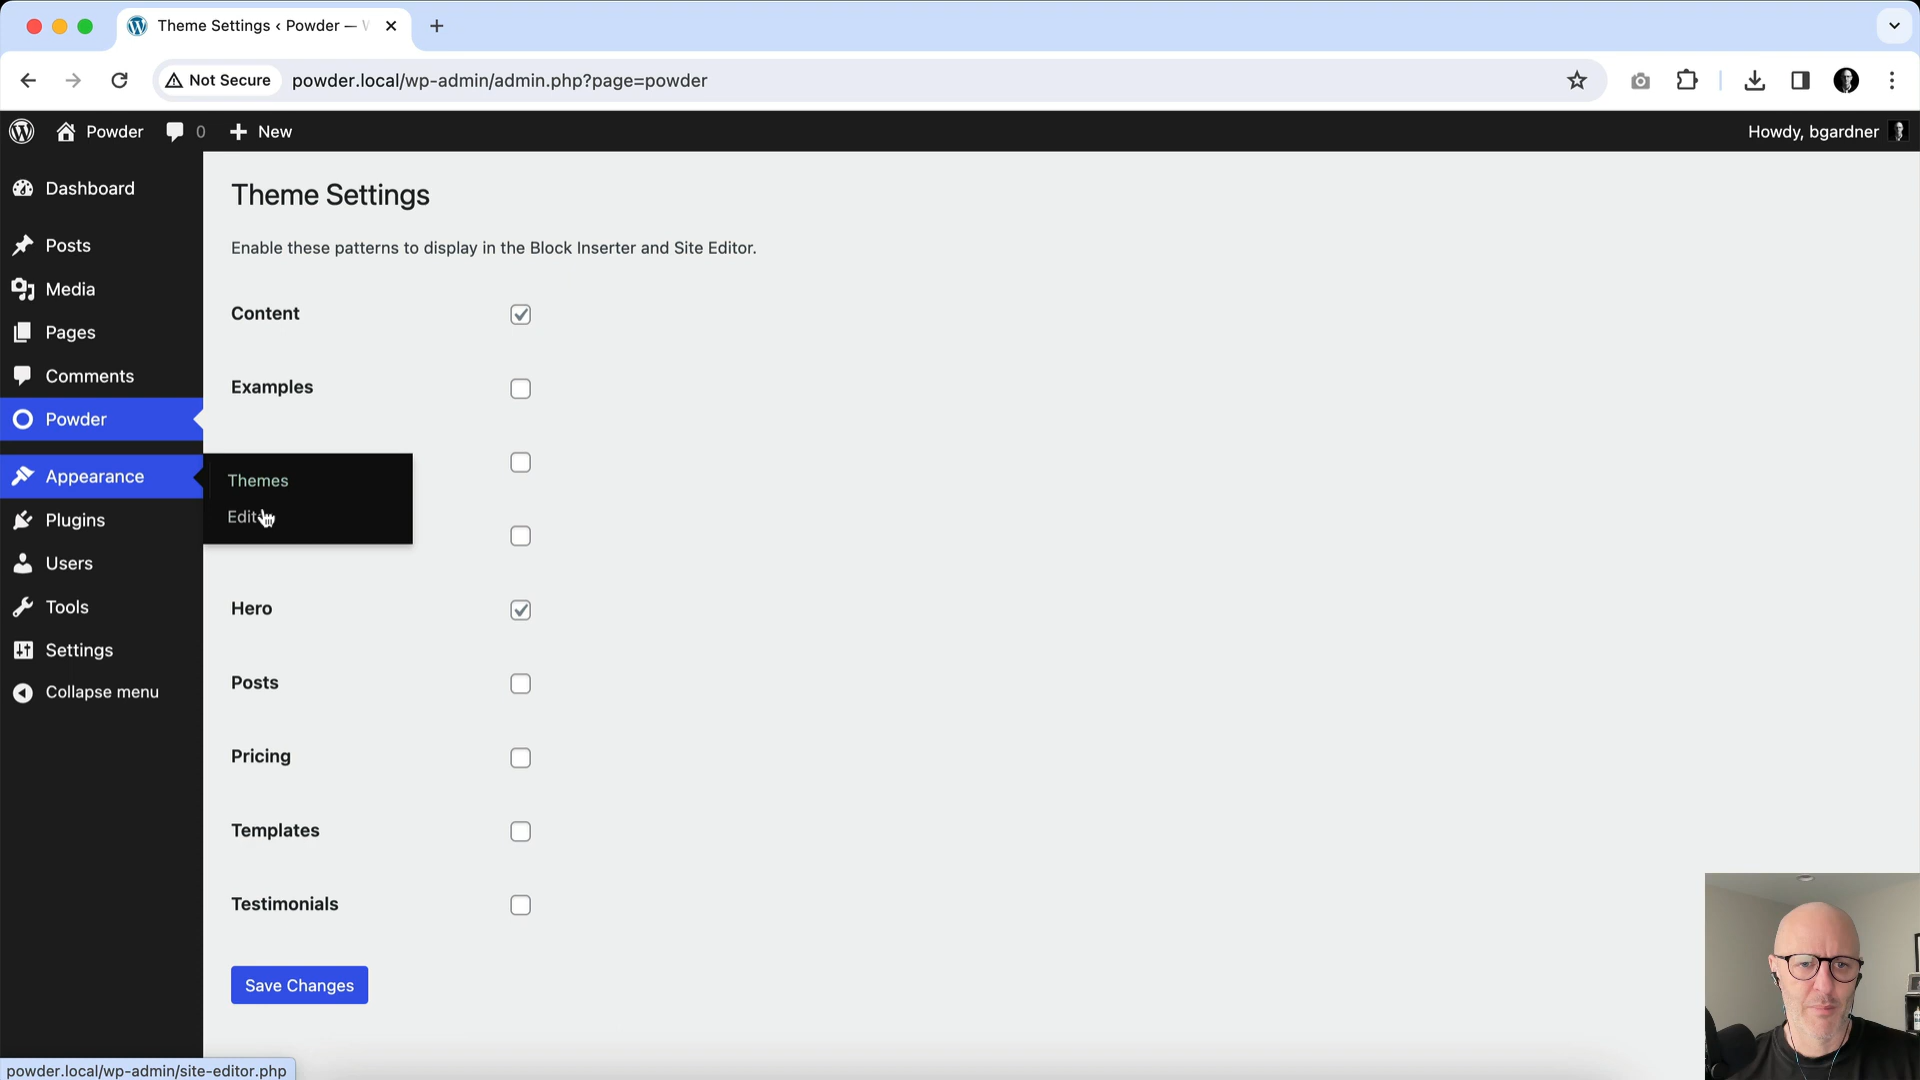 Theme Settings ‹ Powder —
Not Secure
powder.local/wp-admin/admin.php?page=powder
Powder
0
New
Howdy, bgardner
Dashboard
Posts
Media
Pages
Comments
Powder
Appearance
Plugins
Users
Tools
Settings
Collapse menu
Themes
Theme Settings
Enable these patterns to display in the Block Inserter and Site Editor.
Content
Examples
Hero
Posts
Pricing
Templates
Testimonials
Save Changes
powder.local/wp-admin/site-editor.php